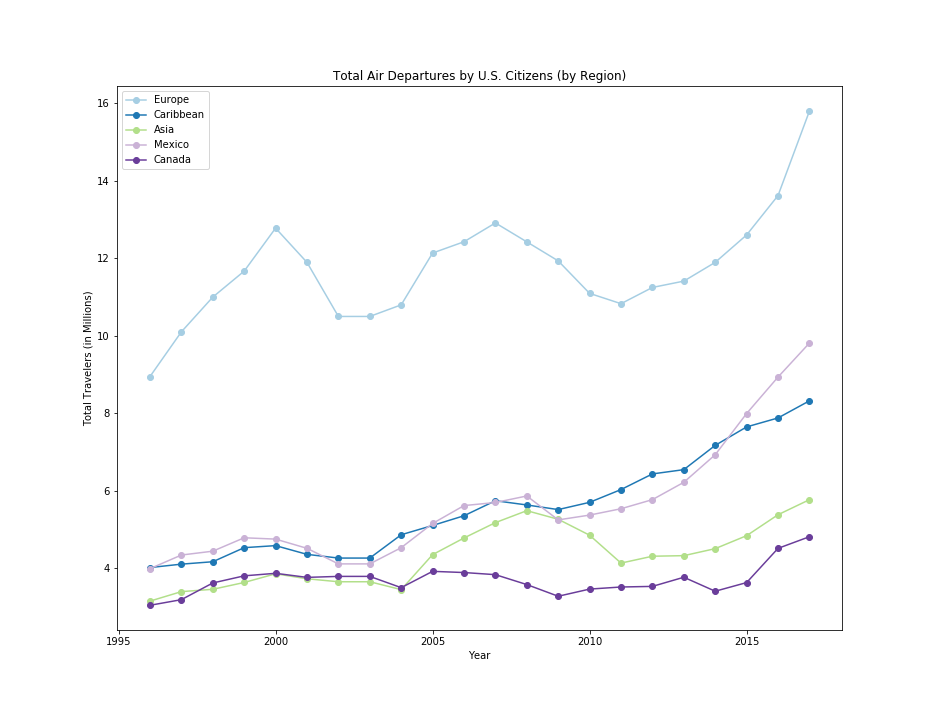 Total Air Departures by U.S. Citizens (by Region)
Europe
Caribbean
Asia
Mexico
Canada
16
14
12
10
8
6
4
Total Travelers (in Millions)
1995
2000
2005
2010
2015
Year